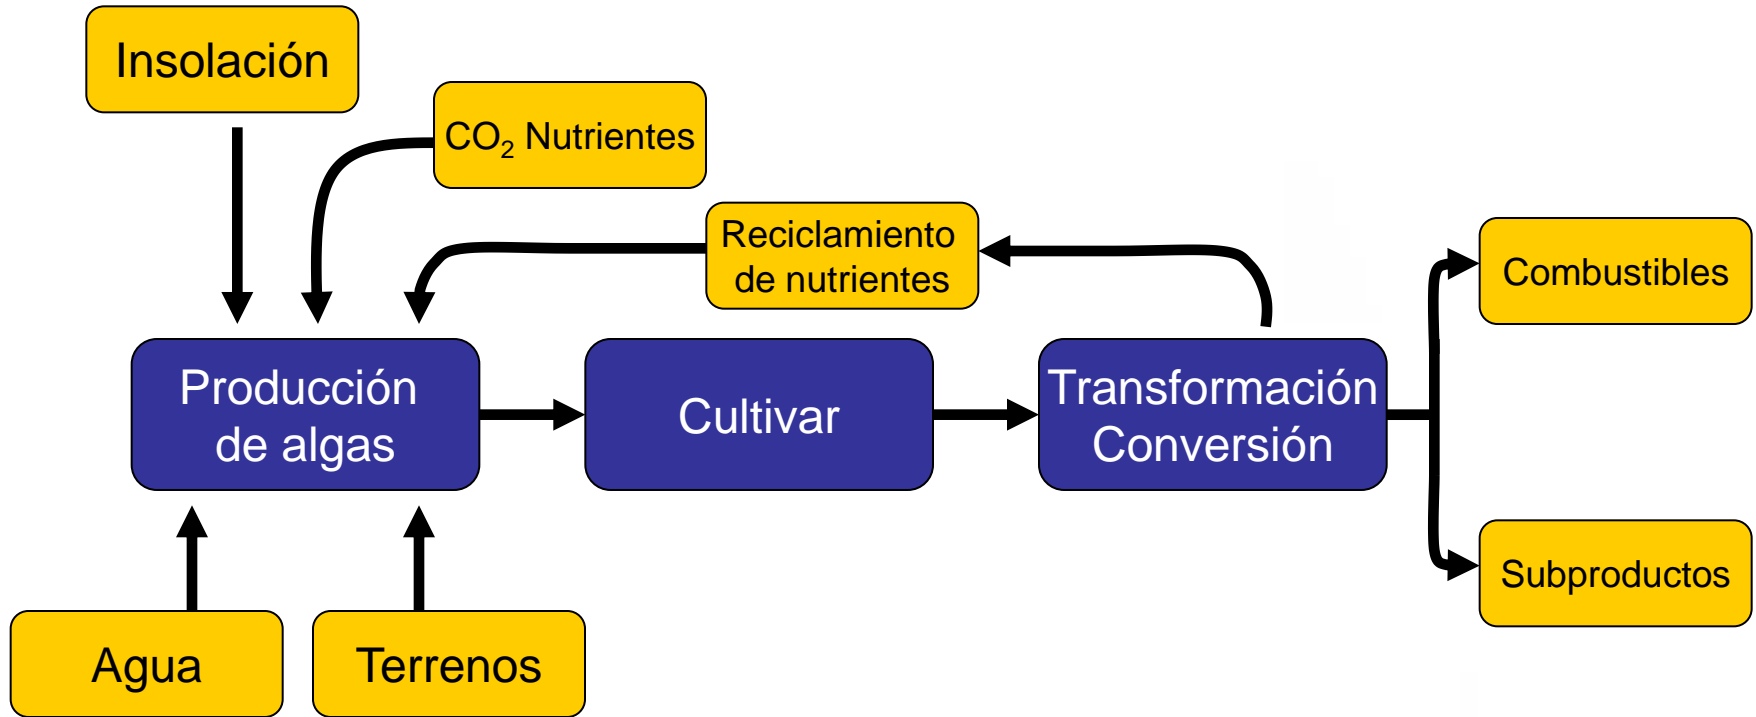 Insolación
CO₂ Nutrientes
Reciclamiento
de nutrientes
Combustibles
Producción
de algas
Cultivar
Transformación
Conversión
Subproductos
Agua
Terrenos